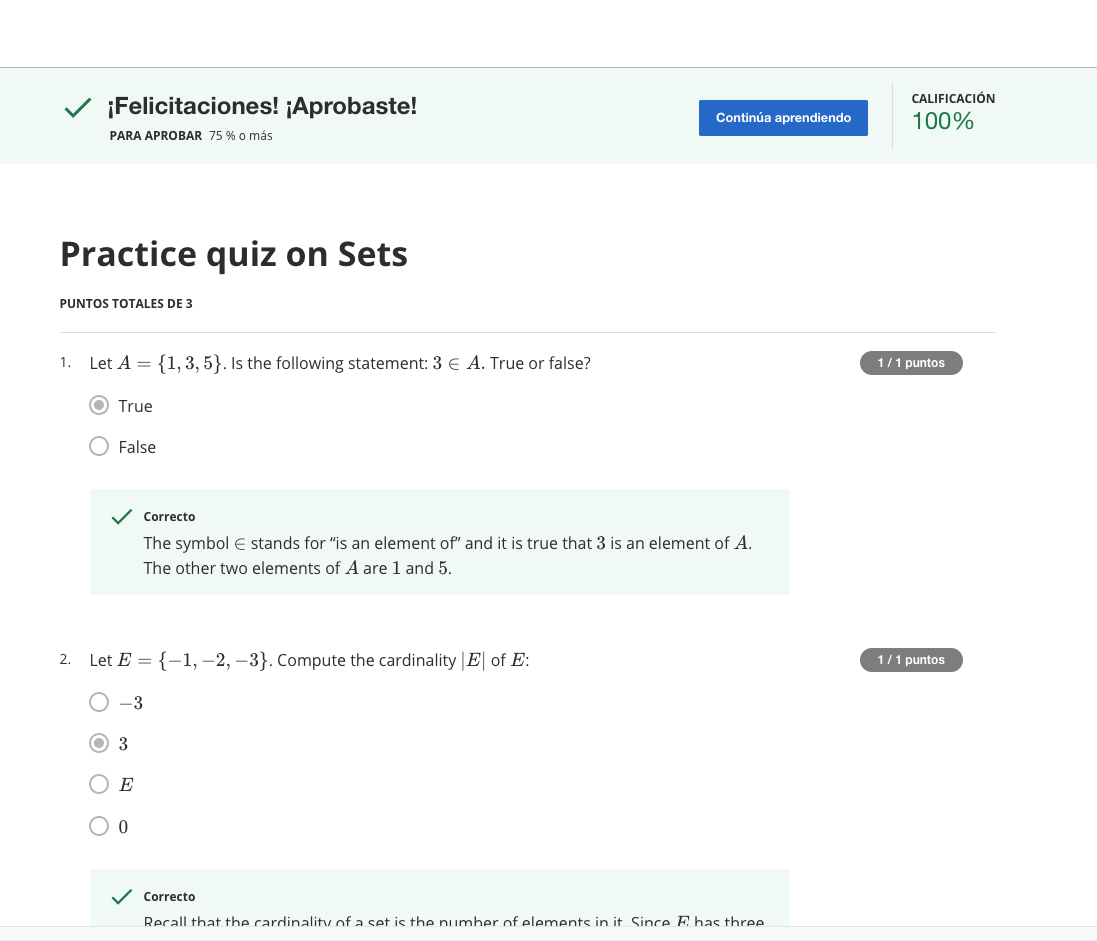 ¡Felicitaciones! ¡Aprobaste!
PARA APROBAR 75 % o más
Continúa aprendiendo
CALIFICACIÓN
100%
Practice quiz on Sets
PUNTOS TOTALES DE 3
1. Let A = {1, 3, 5}. Is the following statement: 3 ∈ A. True or false?
1 / 1 puntos
True
False
Correcto
The symbol ∈ stands for “is an element of” and it is true that 3 is an element of A.
The other two elements of A are 1 and 5.
2. Let E = {−1, −2, −3}. Compute the cardinality |E| of E:
1 / 1 puntos
−3
3
E
0
Correcto
Recall that the cardinality of a set is the number of elements in it. Since E has three